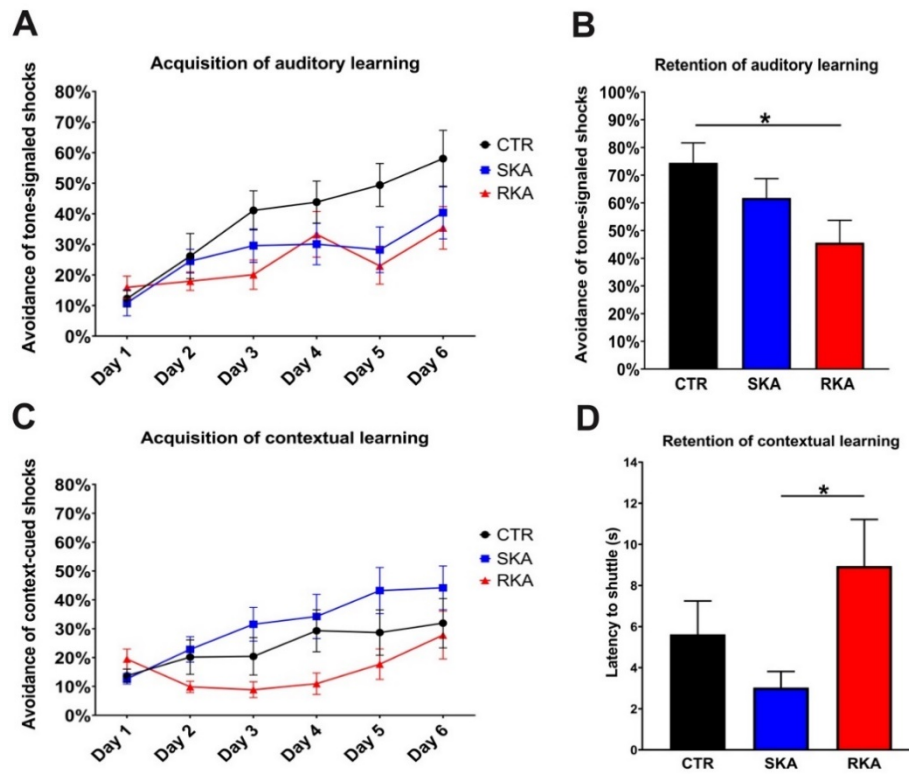 A
Acquisition of auditory learning
Avoidance of tone-signaled shocks
80%
70%
60%
50%
40%
30%
20%
10%
0%
Day 1
Day 2
Day 3
Day 4
Day 5
Day 6
CTR
SKA
RKA
B
Retention of auditory learning
Avoidance of tone-signaled shocks
100%
90%
80%
70%
60%
50%
40%
30%
20%
10%
0%
*
CTR
SKA
RKA
C
Acquisition of contextual learning
Avoidance of context-cued shocks
80%
70%
60%
50%
40%
30%
20%
10%
0%
Day 1
Day 2
Day 3
Day 4
Day 5
Day 6
CTR
SKA
RKA
D
Retention of contextual learning
Latency to shuttle (s)
14
12
10
8
6
4
2
0
*
CTR
SKA
RKA